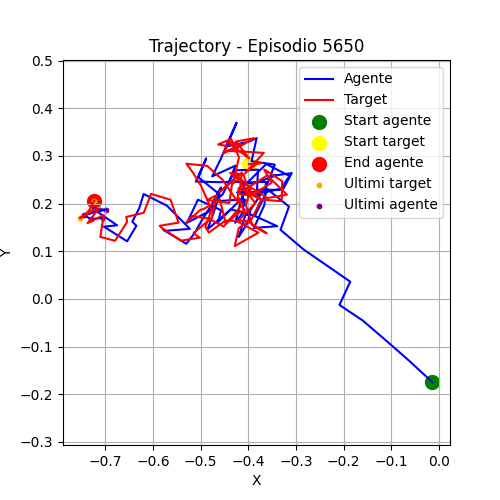 Trajectory - Episodio 5650
0.5
0.4
0.3
0.2
0.1
0.0
−0.1
−0.2
−0.3
Y
Agente
Target
Start agente
Start target
End agente
Ultimi target
Ultimi agente
−0.7 −0.6 −0.5 −0.4 −0.3 −0.2 −0.1 0.0
X